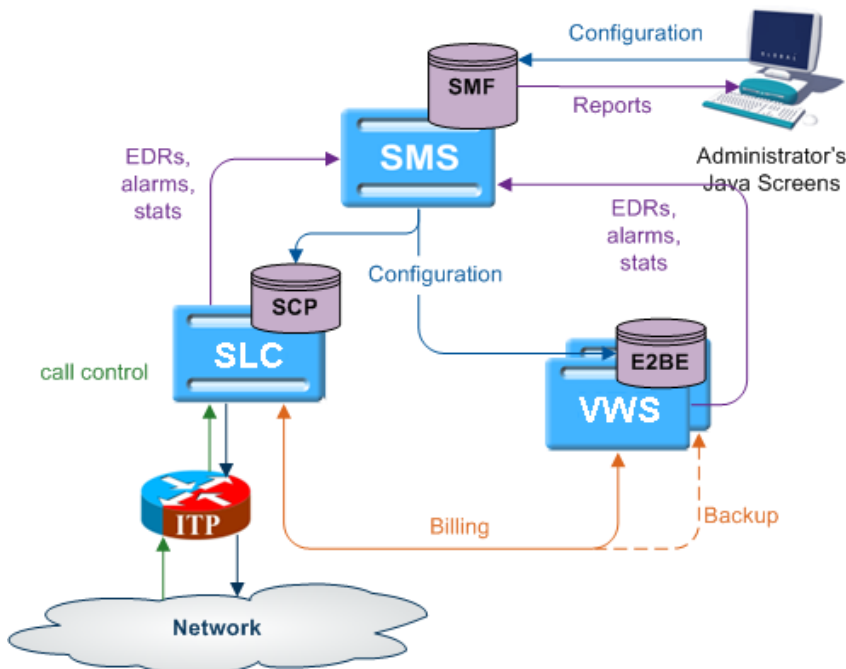 Configuration
GLOBAL
SMF
Reports
SMS
Administrator's
Java Screens
EDRs,
alarms,
stats
EDRs,
alarms,
stats
Configuration
SCP
SLC
E2BE
VWS
call control
ITP
Billing
Backup
Network